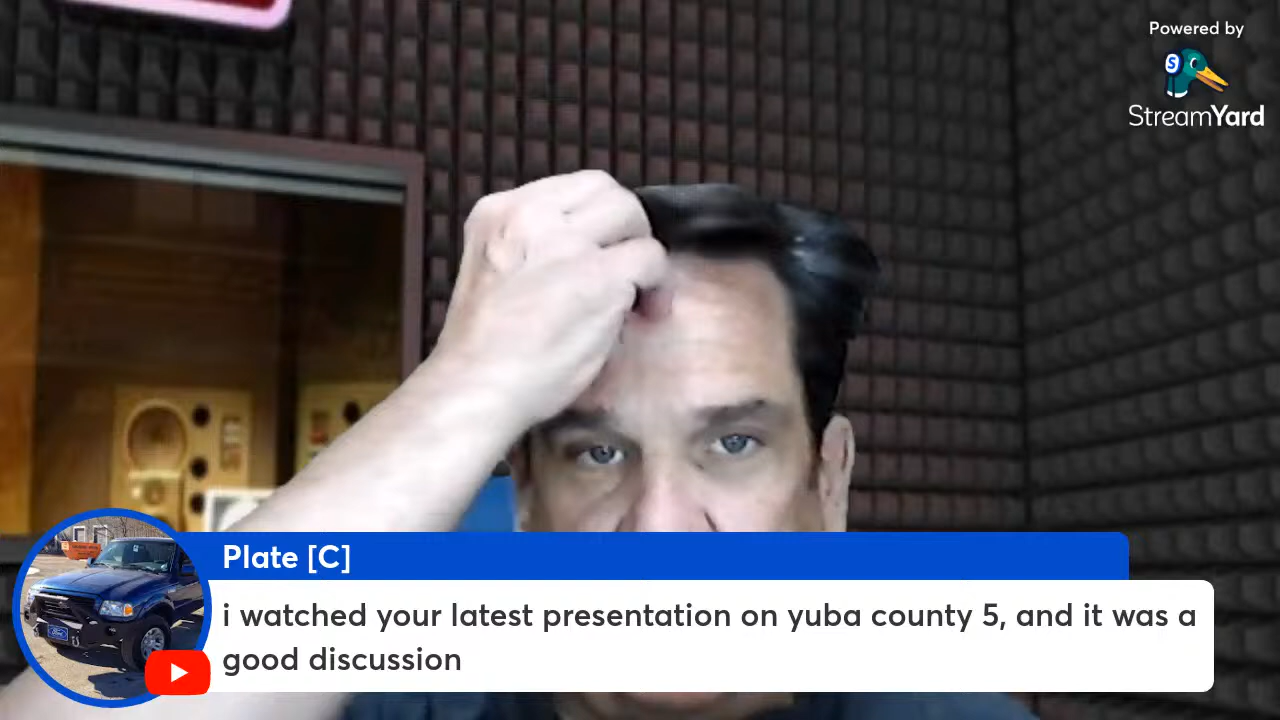 Powered by
S
StreamYard
Plate [C]
i watched your latest presentation on yuba county 5, and it was a
good discussion